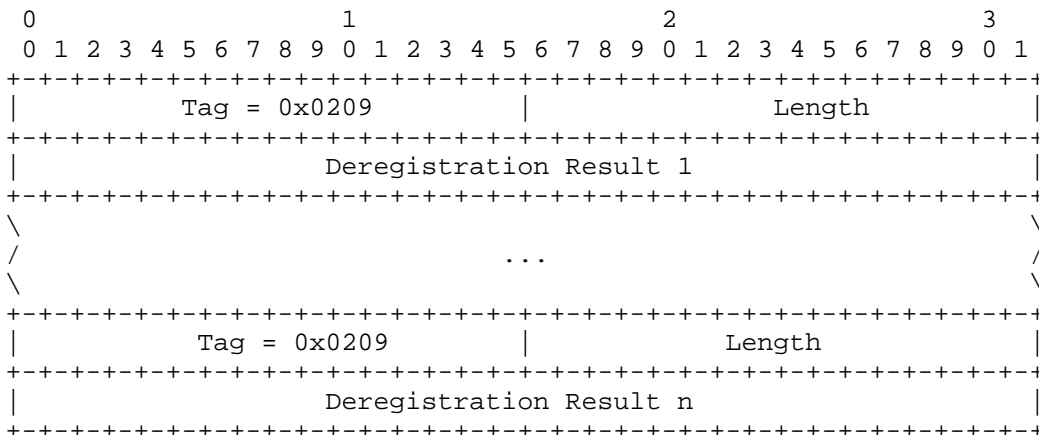 0                   1                   2                   3
 0 1 2 3 4 5 6 7 8 9 0 1 2 3 4 5 6 7 8 9 0 1 2 3 4 5 6 7 8 9 0 1
+-+-+-+-+-+-+-+-+-+-+-+-+-+-+-+-+-+-+-+-+-+-+-+-+-+-+-+-+-+-+-+-+
|          Tag = 0x0209         |               Length          |
+-+-+-+-+-+-+-+-+-+-+-+-+-+-+-+-+-+-+-+-+-+-+-+-+-+-+-+-+-+-+-+-+
|                   Deregistration Result 1                     |
+-+-+-+-+-+-+-+-+-+-+-+-+-+-+-+-+-+-+-+-+-+-+-+-+-+-+-+-+-+-+-+-+
\                                                               \
/                              ...                              /
\                                                               \
+-+-+-+-+-+-+-+-+-+-+-+-+-+-+-+-+-+-+-+-+-+-+-+-+-+-+-+-+-+-+-+-+
|           Tag = 0x0209        |            Length             |
+-+-+-+-+-+-+-+-+-+-+-+-+-+-+-+-+-+-+-+-+-+-+-+-+-+-+-+-+-+-+-+-+
|                   Deregistration Result n                     |
+-+-+-+-+-+-+-+-+-+-+-+-+-+-+-+-+-+-+-+-+-+-+-+-+-+-+-+-+-+-+-+-+